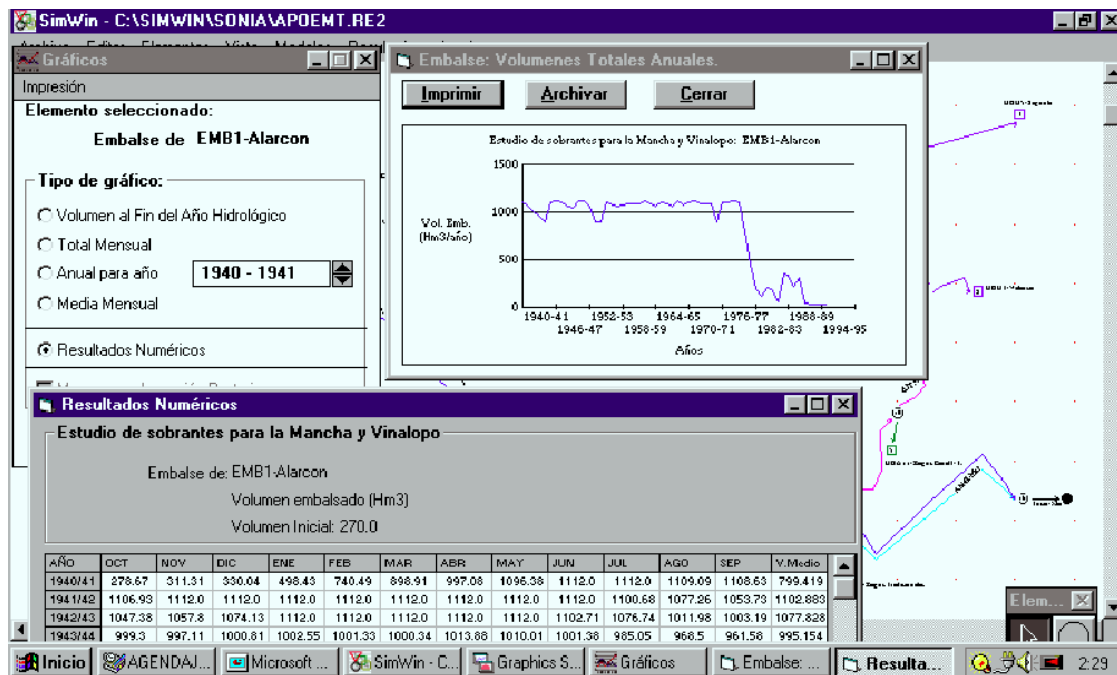 SimWin - C:\SIMWIN\SONIA\APOEMT.RE2
Gráficos
Impresión
Elemento seleccionado:
Embalse de EMB1-Alarcon
Tipo de gráfico:
Volumen al Fin del Año Hidrológico
Total Mensual
Anual para año 1940 - 1941
Media Mensual
Resultados Numéricos
Embalse: Volumenes Totales Anuales.
Imprimir Archivar Cerrar
Estudio de sobrantes para la Mancha y Vinalopo: EMB1-Alarcon
1500
1000
500
0
Vol. Emb.
(Hm3/año)
1940-41 1952-53 1964-65 1976-77 1988-89
1946-47 1958-59 1970-71 1982-83 1994-95
Años
Resultados Numéricos
Estudio de sobrantes para la Mancha y Vinalopo
Embalse de: EMB1-Alarcon
Volumen embalsado (Hm3)
Volumen Inicial: 270.0
AÑO OCT NOV DIC ENE FEB MAR ABR MAY JUN JUL AGO SEP V.Medio
1940/41 278.67 311.31 330.04 498.43 740.49 898.91 997.08 1096.38 1112.0 1112.0 1109.09 1108.63 799.419
1941/42 1106.93 1112.0 1112.0 1112.0 1112.0 1112.0 1112.0 1112.0 1112.0 1100.68 1077.26 1053.73 1102.883
1942/43 1047.38 1057.8 1074.13 1112.0 1112.0 1112.0 1112.0 1112.0 1102.71 1076.74 1011.98 1003.19 1077.828
1943/44 999.3 997.11 1000.81 1002.55 1001.33 1000.34 1013.88 1010.01 1001.38 985.05 968.5 961.58 995.154
Elem...
Inicio AGENDAJ... Microsoft ... SimWin - C... Graphics S... Gráficos Embalse: ... Resulta... 2:29